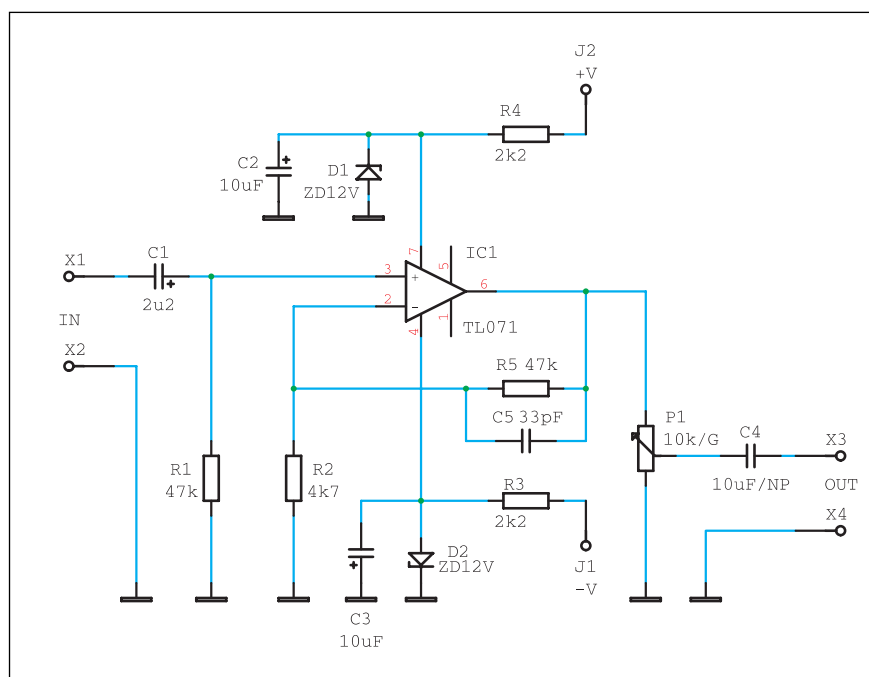 J2
+V
R4
2k2
C2
10uF
+
D1
ZD12V
X1
C1
2u2
+
IN
X2
7
5
IC1
3
+
2
-
6
4
1
TL071
R5 47k
C5 33pF
P1
10k/G
C4
10uF/NP
X3
OUT
X4
R1
47k
R2
4k7
R3
2k2
D2
ZD12V
+
C3
10uF
J1
-V